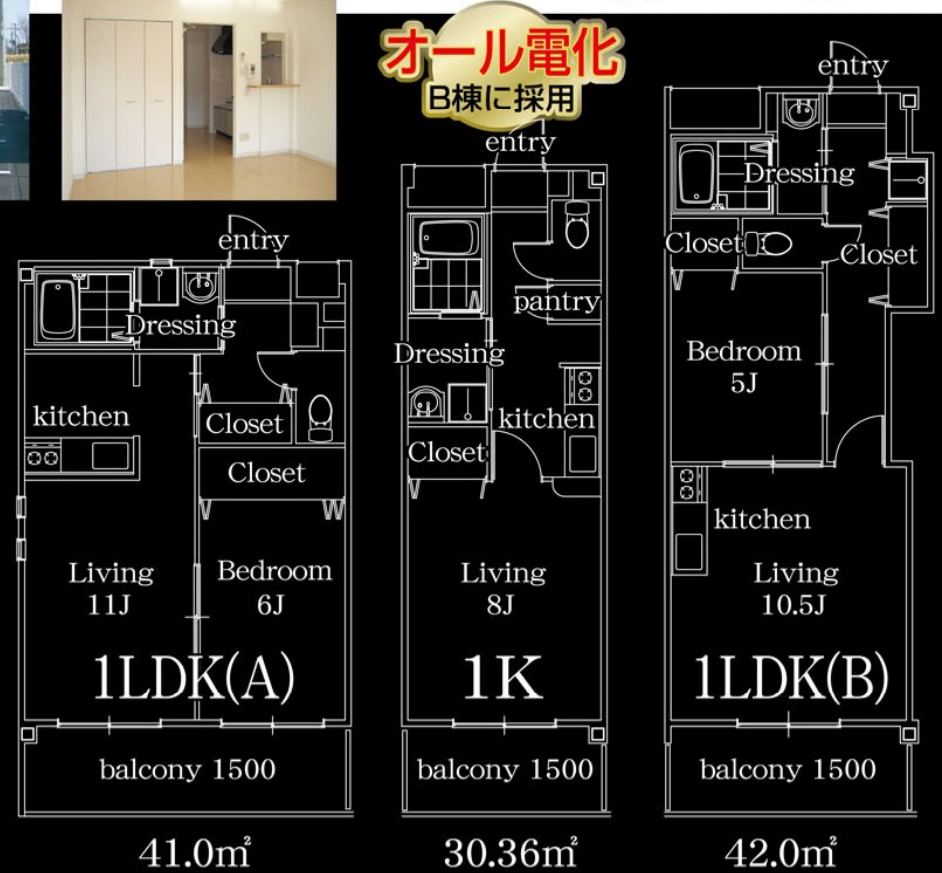 オール電化
B棟に採用
entry
Dressing
kitchen
Closet
Closet
Living
11J
Bedroom
6J
1LDK(A)
balcony 1500
41.0㎡
entry
pantry
Dressing
kitchen
Closet
Living
8J
1K
balcony 1500
30.36㎡
entry
Dressing
Closet
Closet
Bedroom
5J
kitchen
Living
10.5J
1LDK(B)
balcony 1500
42.0㎡